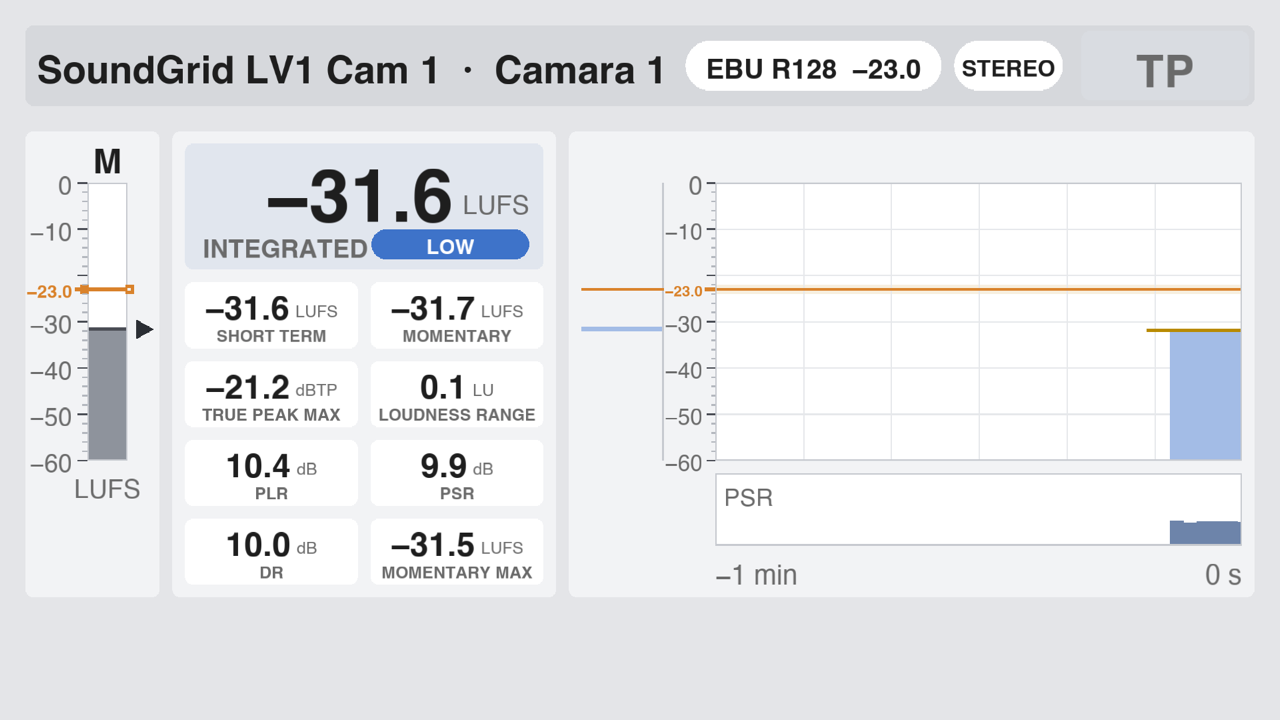 SoundGrid LV1 Cam 1 · Camara 1 EBU R128 −23.0 STEREO TP
M
0
−10
−23.0
−30
−40
−50
−60
LUFS
−31.6 LUFS
INTEGRATED LOW
−31.6 LUFS
SHORT TERM
−31.7 LUFS
MOMENTARY
−21.2 dBTP
TRUE PEAK MAX
0.1 LU
LOUDNESS RANGE
10.4 dB
PLR
9.9 dB
PSR
10.0 dB
DR
−31.5 LUFS
MOMENTARY MAX
0
−10
−23.0
−30
−40
−50
−60
PSR
−1 min 0 s